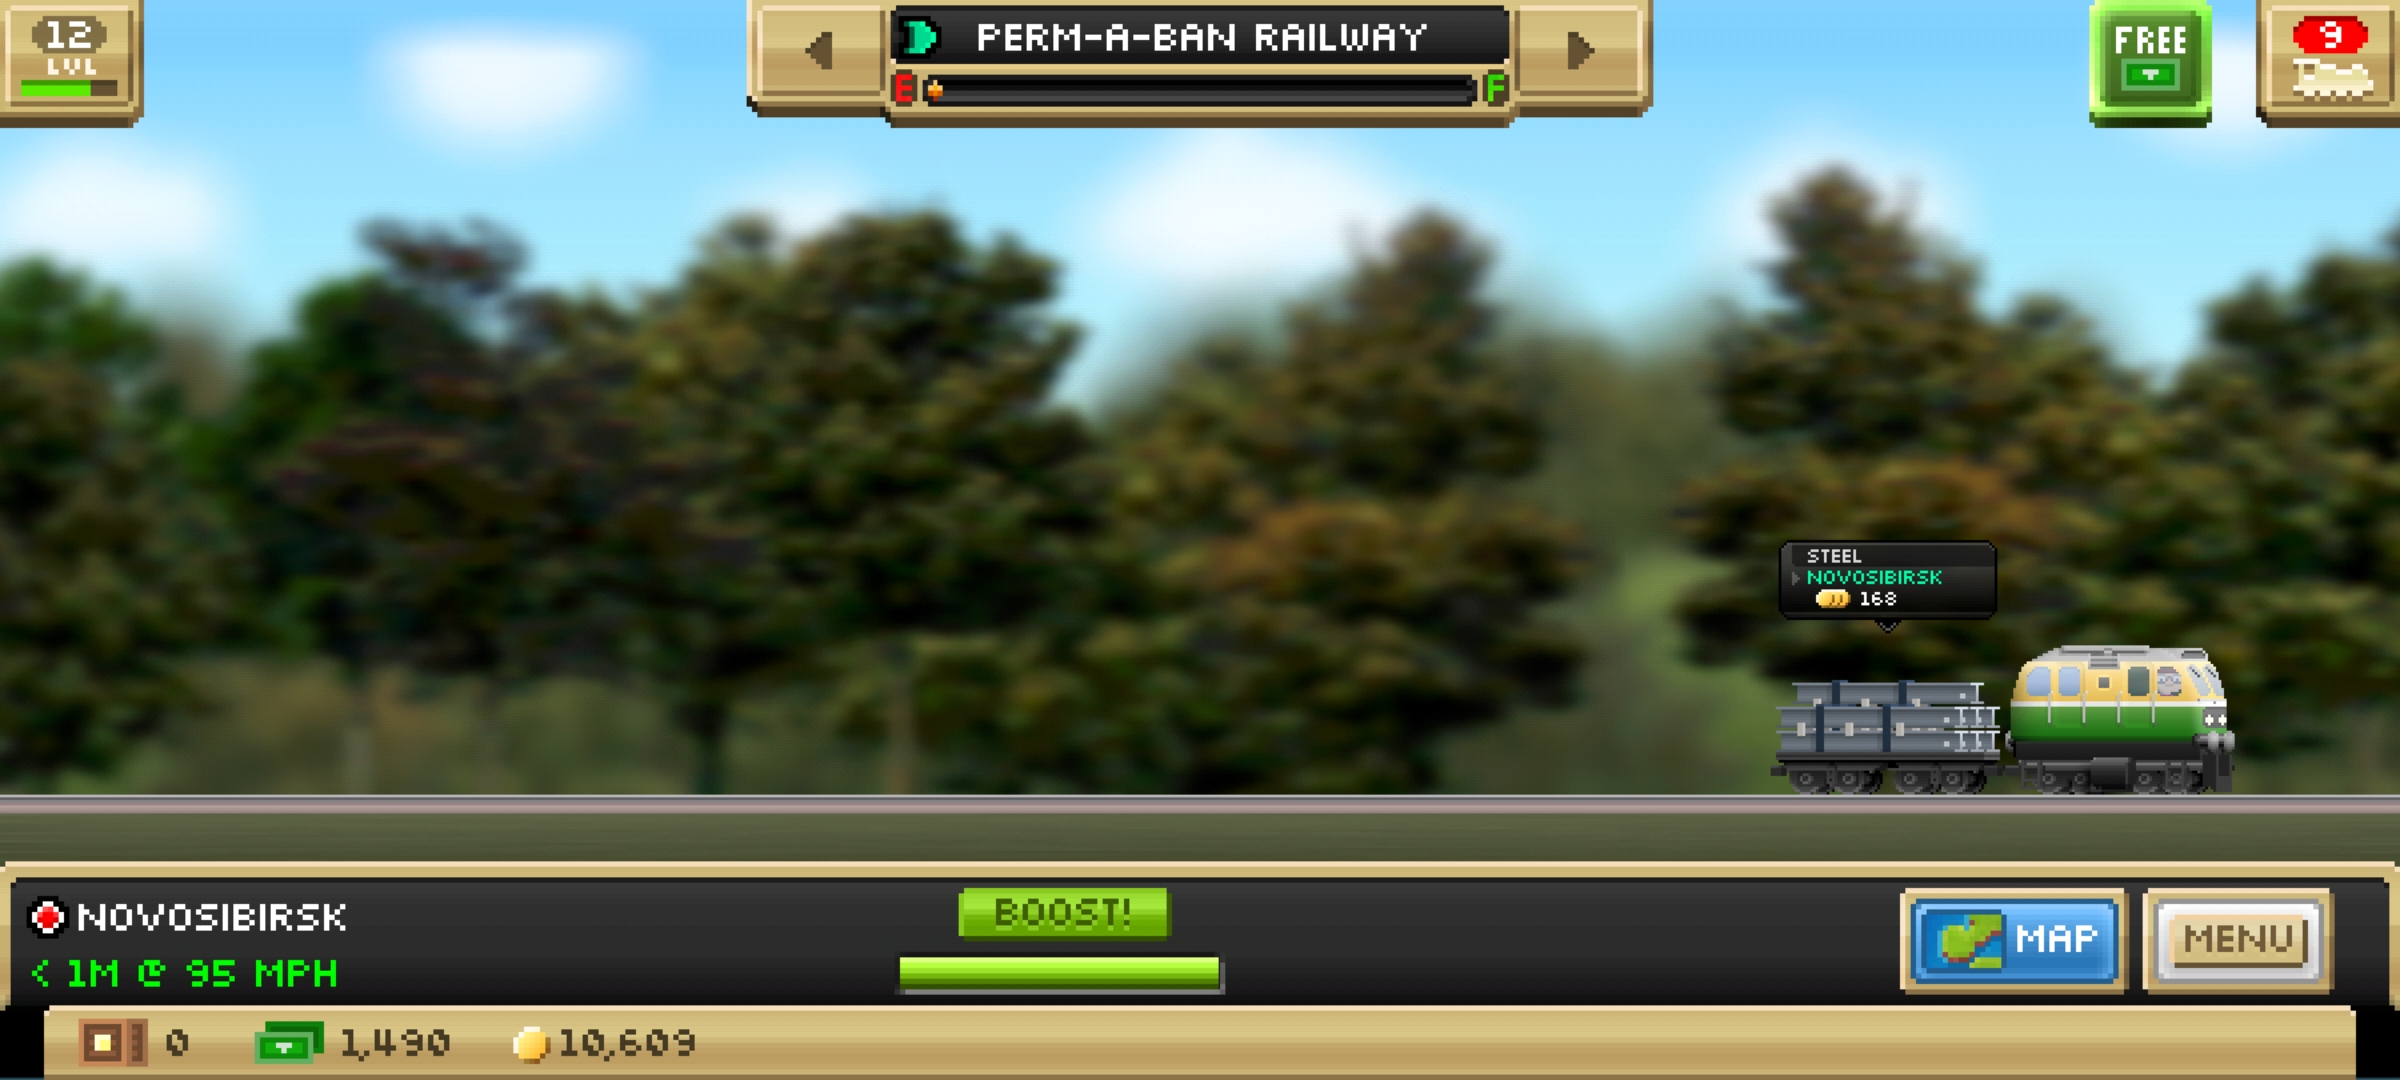 12
LVL
PERM-A-BAN RAILWAY
E F
FREE
9
STEEL
NOVOSIBIRSK
168
NOVOSIBIRSK
BOOST!
< 1M @ 95 MPH
MAP
MENU
0 1,490 10,609